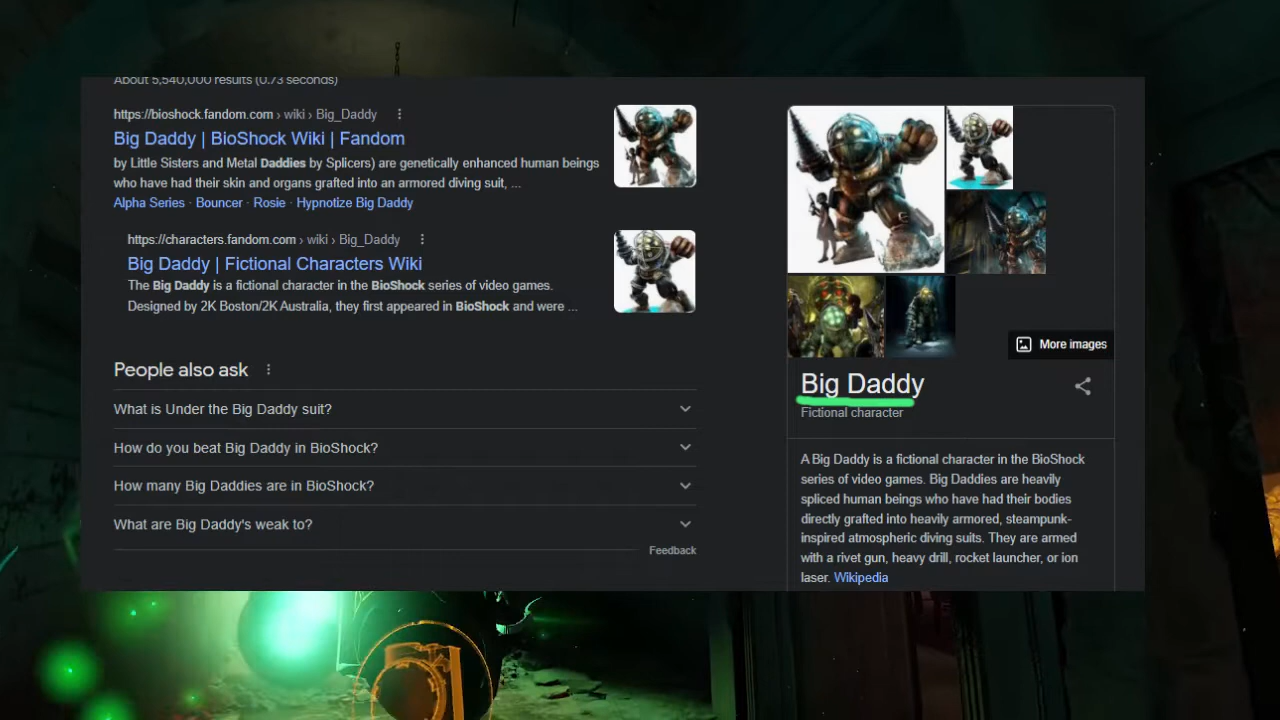 About 5,540,000 results (0.73 seconds)
https://bioshock.fandom.com › wiki › Big_Daddy
Big Daddy | BioShock Wiki | Fandom
by Little Sisters and Metal Daddies by Splicers) are genetically enhanced human beings
who have had their skin and organs grafted into an armored diving suit, ...
Alpha Series · Bouncer · Rosie · Hypnotize Big Daddy
https://characters.fandom.com › wiki › Big_Daddy
Big Daddy | Fictional Characters Wiki
The Big Daddy is a fictional character in the BioShock series of video games.
Designed by 2K Boston/2K Australia, they first appeared in BioShock and were ...
People also ask
What is Under the Big Daddy suit?
How do you beat Big Daddy in BioShock?
How many Big Daddies are in BioShock?
What are Big Daddy's weak to?
Feedback
More images
Big Daddy
Fictional character
A Big Daddy is a fictional character in the BioShock
series of video games. Big Daddies are heavily
spliced human beings who have had their bodies
directly grafted into heavily armored, steampunk-
inspired atmospheric diving suits. They are armed
with a rivet gun, heavy drill, rocket launcher, or ion
laser. Wikipedia